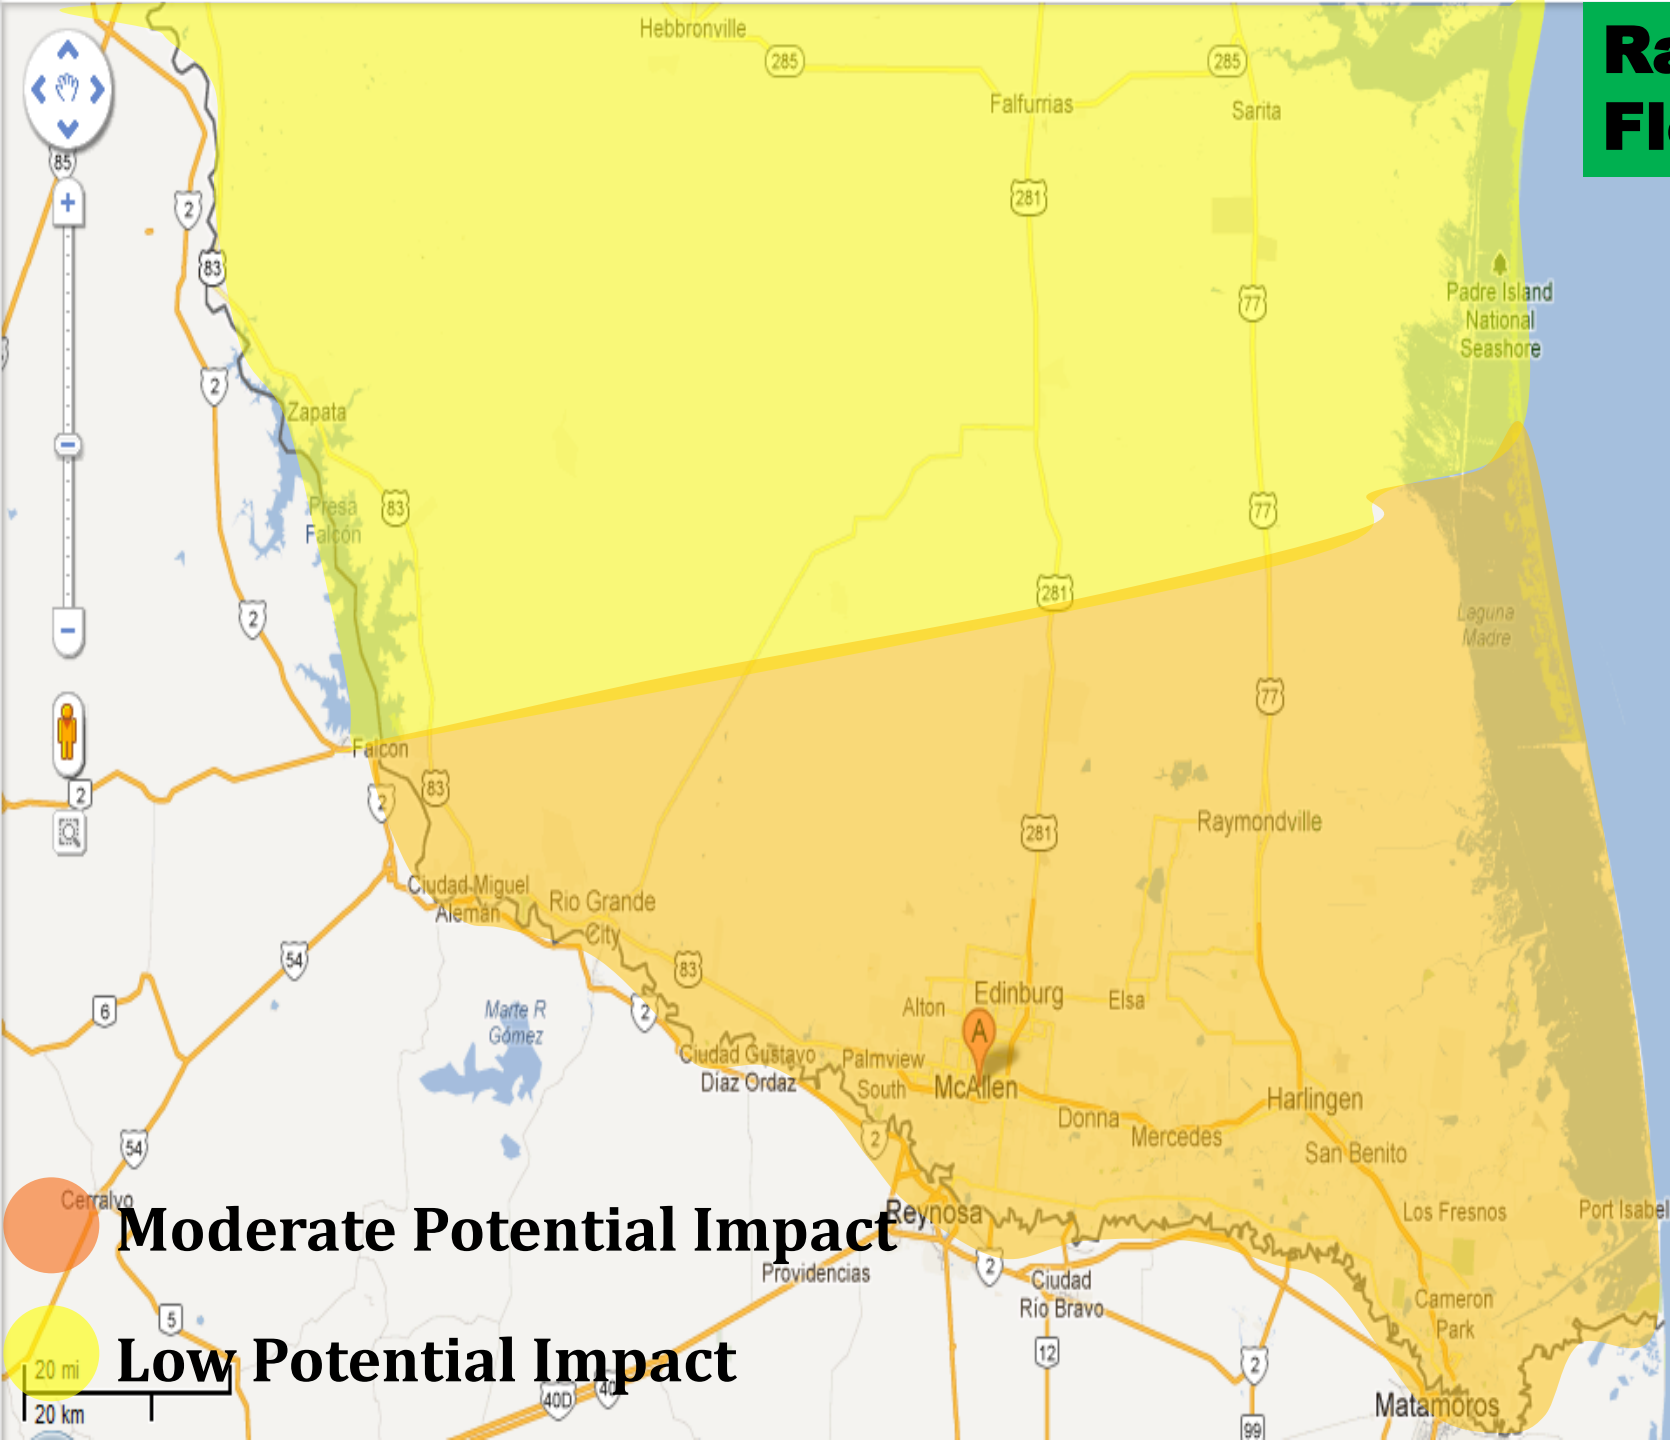 Hebbronville
285
285
Falfurrias
Sarita
85
2
281
83
77
Padre Island
National
Seashore
2
Zapata
Presa
Falcón
83
77
281
2
Laguna
Madre
77
Falcon
83
2
2
281
Raymondville
Ciudad Miguel
Alemán
Rio Grande
City
54
83
6
2
Marte R
Gómez
Alton
Edinburg
Elsa
A
Ciudad Gustavo
Díaz Ordaz
Palmview
South
McAllen
Donna
Mercedes
Harlingen
San Benito
54
2
Cerralvo
Moderate Potential Impact
Reynosa
Los Fresnos
Port Isabel
Providencias
2
Ciudad
Río Bravo
Cameron
Park
5
12
2
Low Potential Impact
20 mi
20 km
40D
40
99
Matamoros